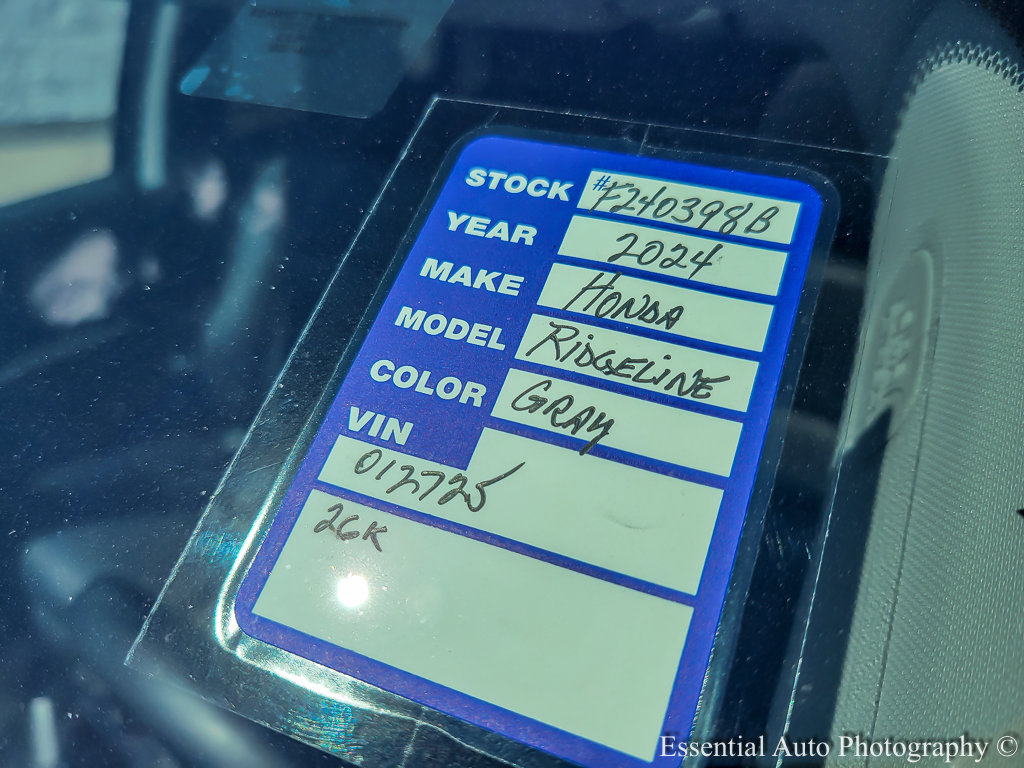 STOCK #F240398B
YEAR 2024
MAKE HONDA
MODEL RIDGELINE
COLOR GRAY
VIN
012725
26K
Essential Auto Photography ©